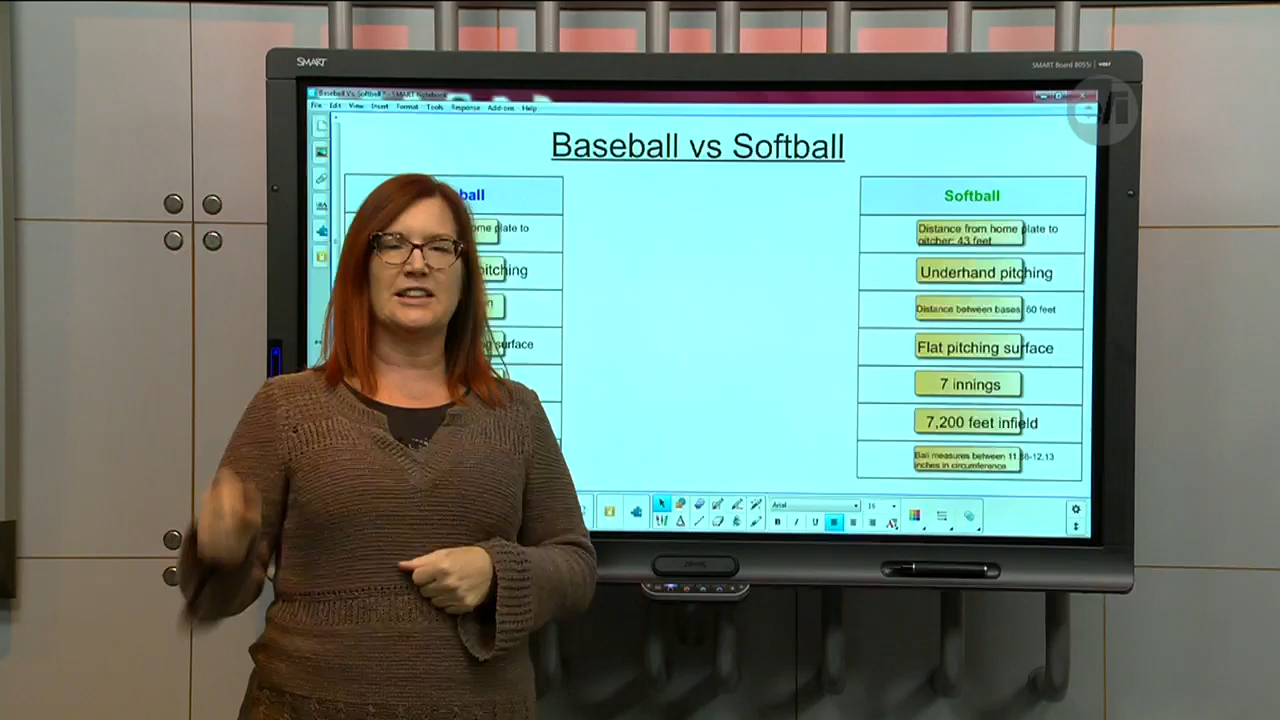 SMART
SMART Board 8055i
Baseball Vs. Softball * - SMART Notebook
File Edit View Insert Format Tools Response Add-ons Help
Baseball vs Softball
ball
ome plate to
pitching
n
g surface
Softball
Distance from home plate to
pitcher: 43 feet
Underhand pitching
Distance between bases: 60 feet
Flat pitching surface
7 innings
7,200 feet infield
Ball measures between 11.88-12.13
inches in circumference
Arial 16
B I U